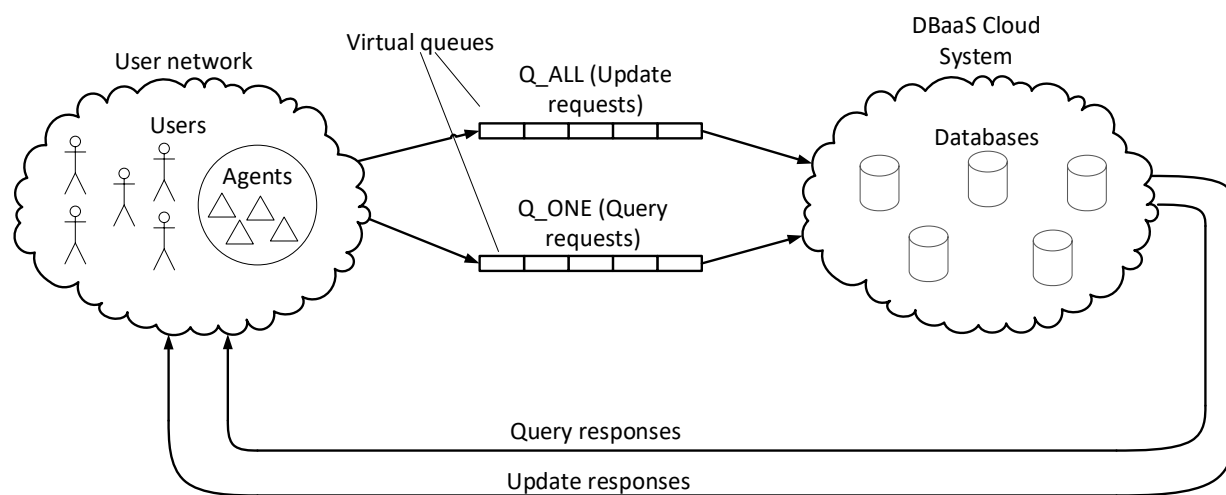 User network
Virtual queues
Q_ALL (Update
requests)
DBaaS Cloud
System
Users
Agents
Databases
Q_ONE (Query
requests)
Query responses
Update responses